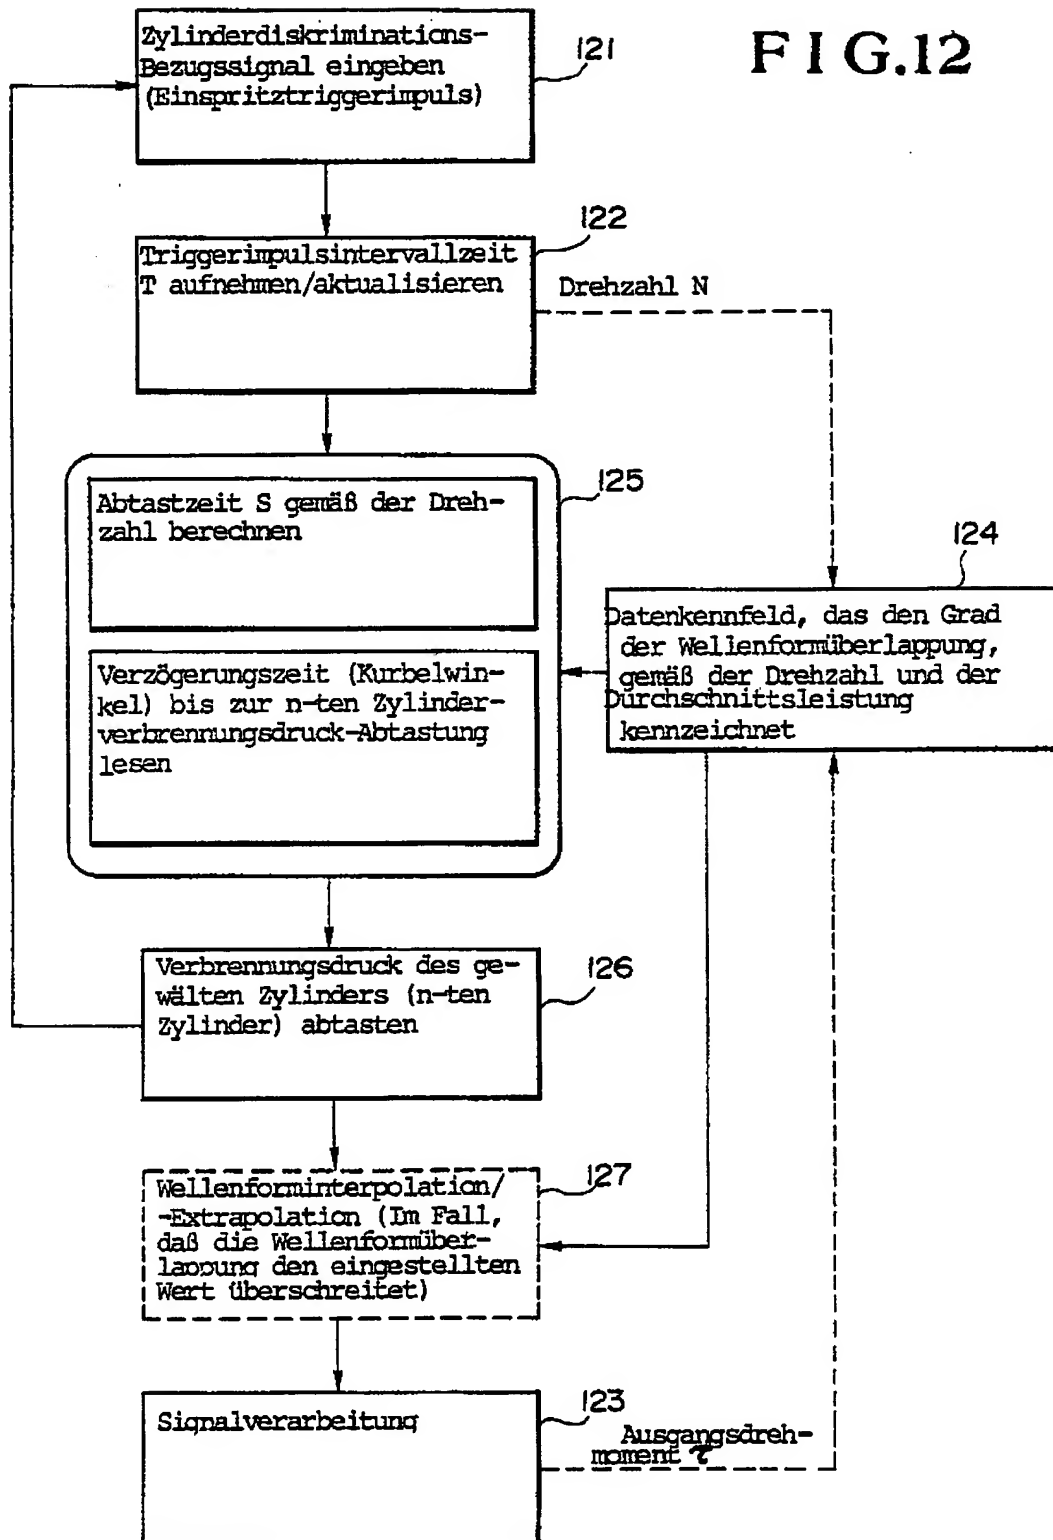 FIG.12
Zylinderdiskriminations-
Bezugssignal eingeben
(Einspritztriggerimpuls)
121
Triggerimpulsintervallzeit
T aufnehmen/aktualisieren
122
Drehzahl N
Abtastzeit S gemäß der Dreh-
zahl berechnen
125
Verzögerungszeit (Kurbelwin-
kel) bis zur n-ten Zylinder-
verbrennungsdruck-Abtastung
lesen
124
Datenkennfeld, das den Grad
der Wellenformüberlappung,
gemäß der Drehzahl und der
Durchschnittsleistung
kennzeichnet
Verbrennungsdruck des ge-
wälten Zylinders (n-ten
Zylinder) abtasten
126
Wellenforminterpolation/
-Extrapolation (Im Fall,
daß die Wellenformüber-
lappung den eingestellten
Wert überschreitet)
127
Signalverarbeitung
123
Ausgangsdreh-
moment τ